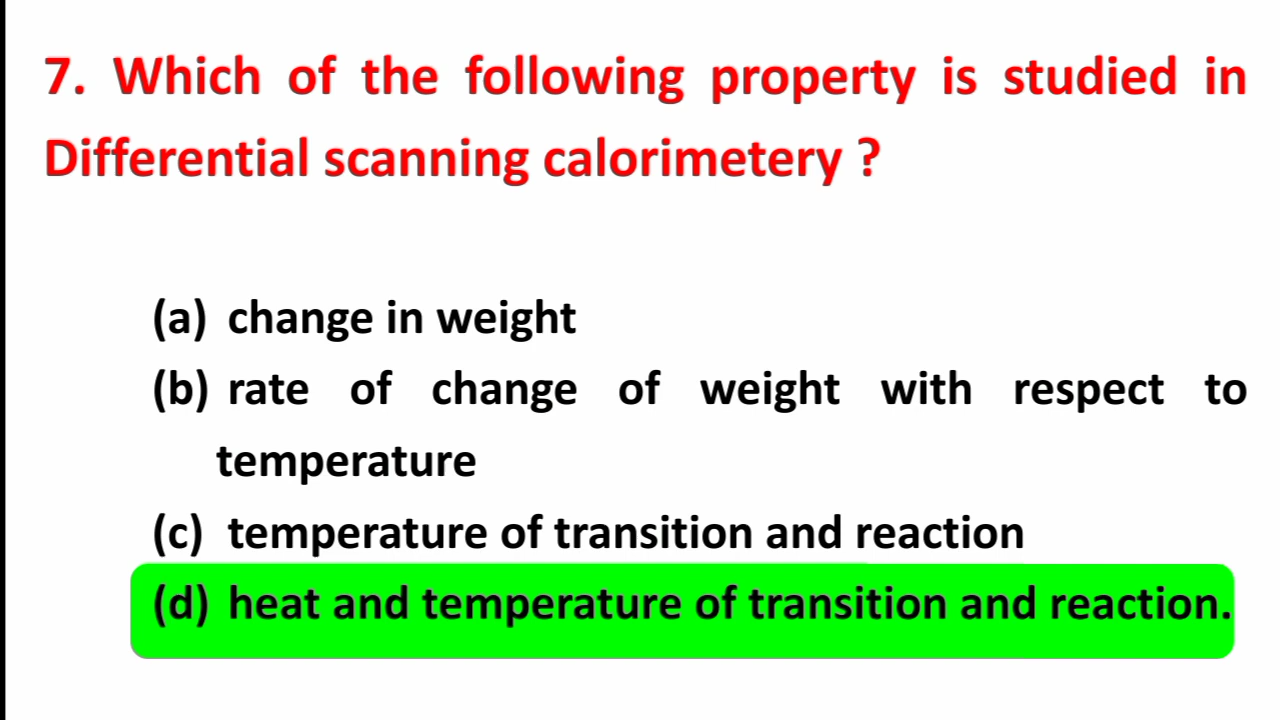 7. Which of the following property is studied in
Differential scanning calorimetery ?
(a) change in weight
(b) rate of change of weight with respect to
temperature
(c) temperature of transition and reaction
(d) heat and temperature of transition and reaction.